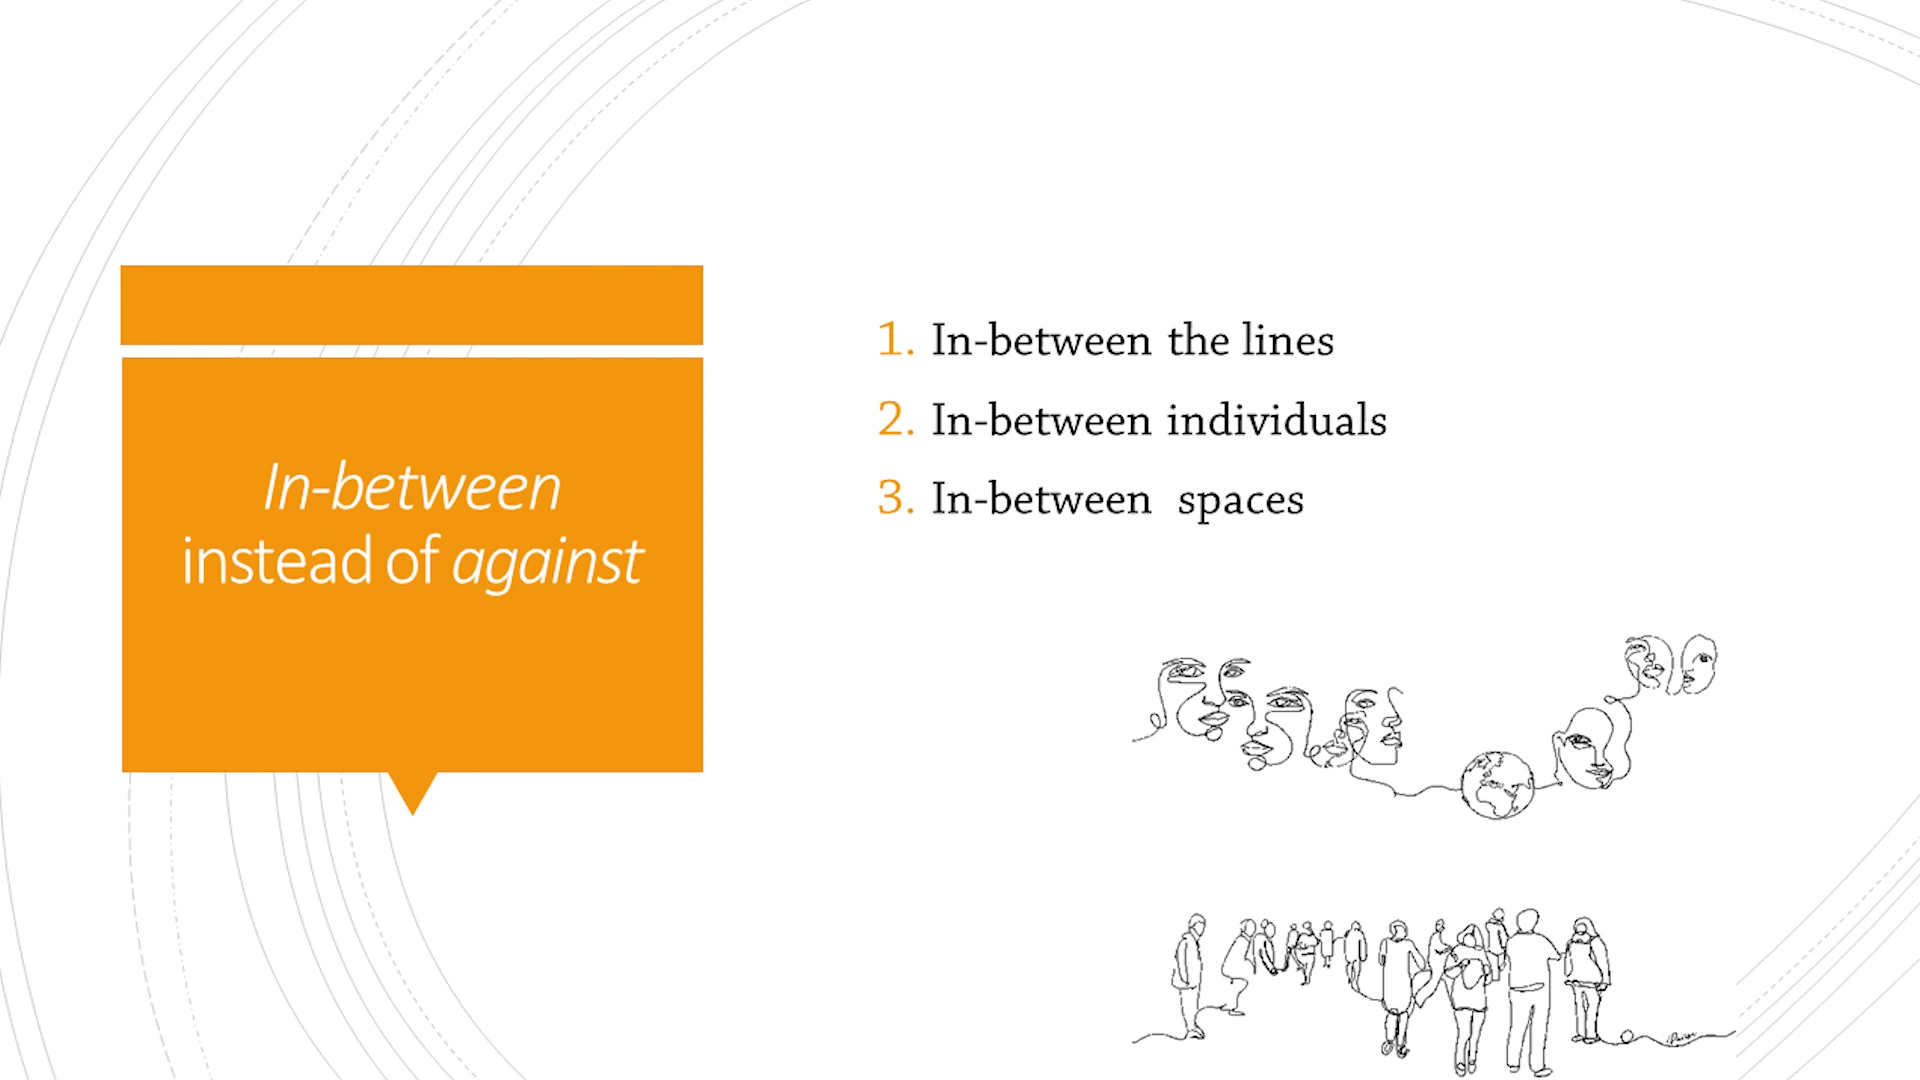 In-between
instead of against
1. In-between the lines
2. In-between individuals
3. In-between spaces